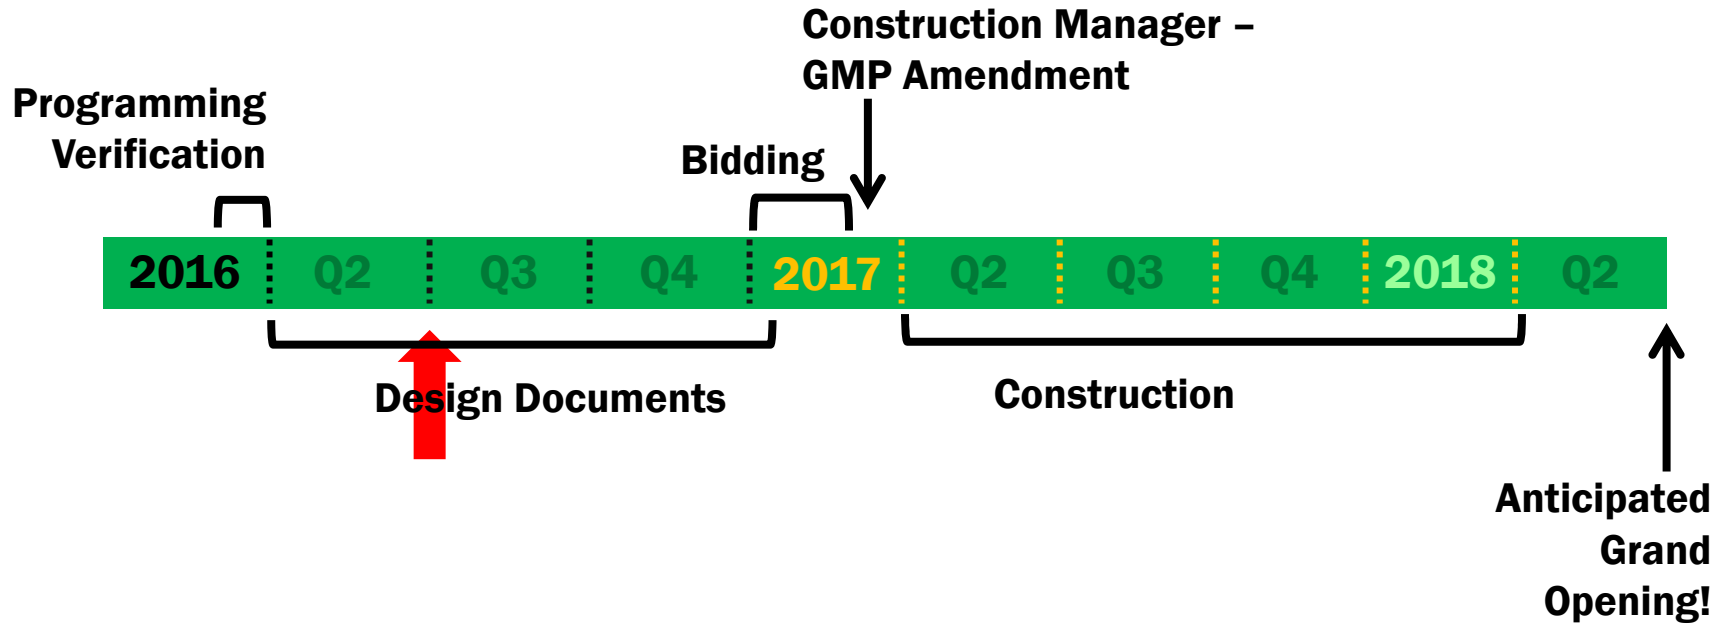 Construction Manager –
GMP Amendment
Programming
Verification
Bidding
2016 Q2 Q3 Q4 2017 Q2 Q3 Q4 2018 Q2
Design Documents
Construction
Anticipated
Grand
Opening!